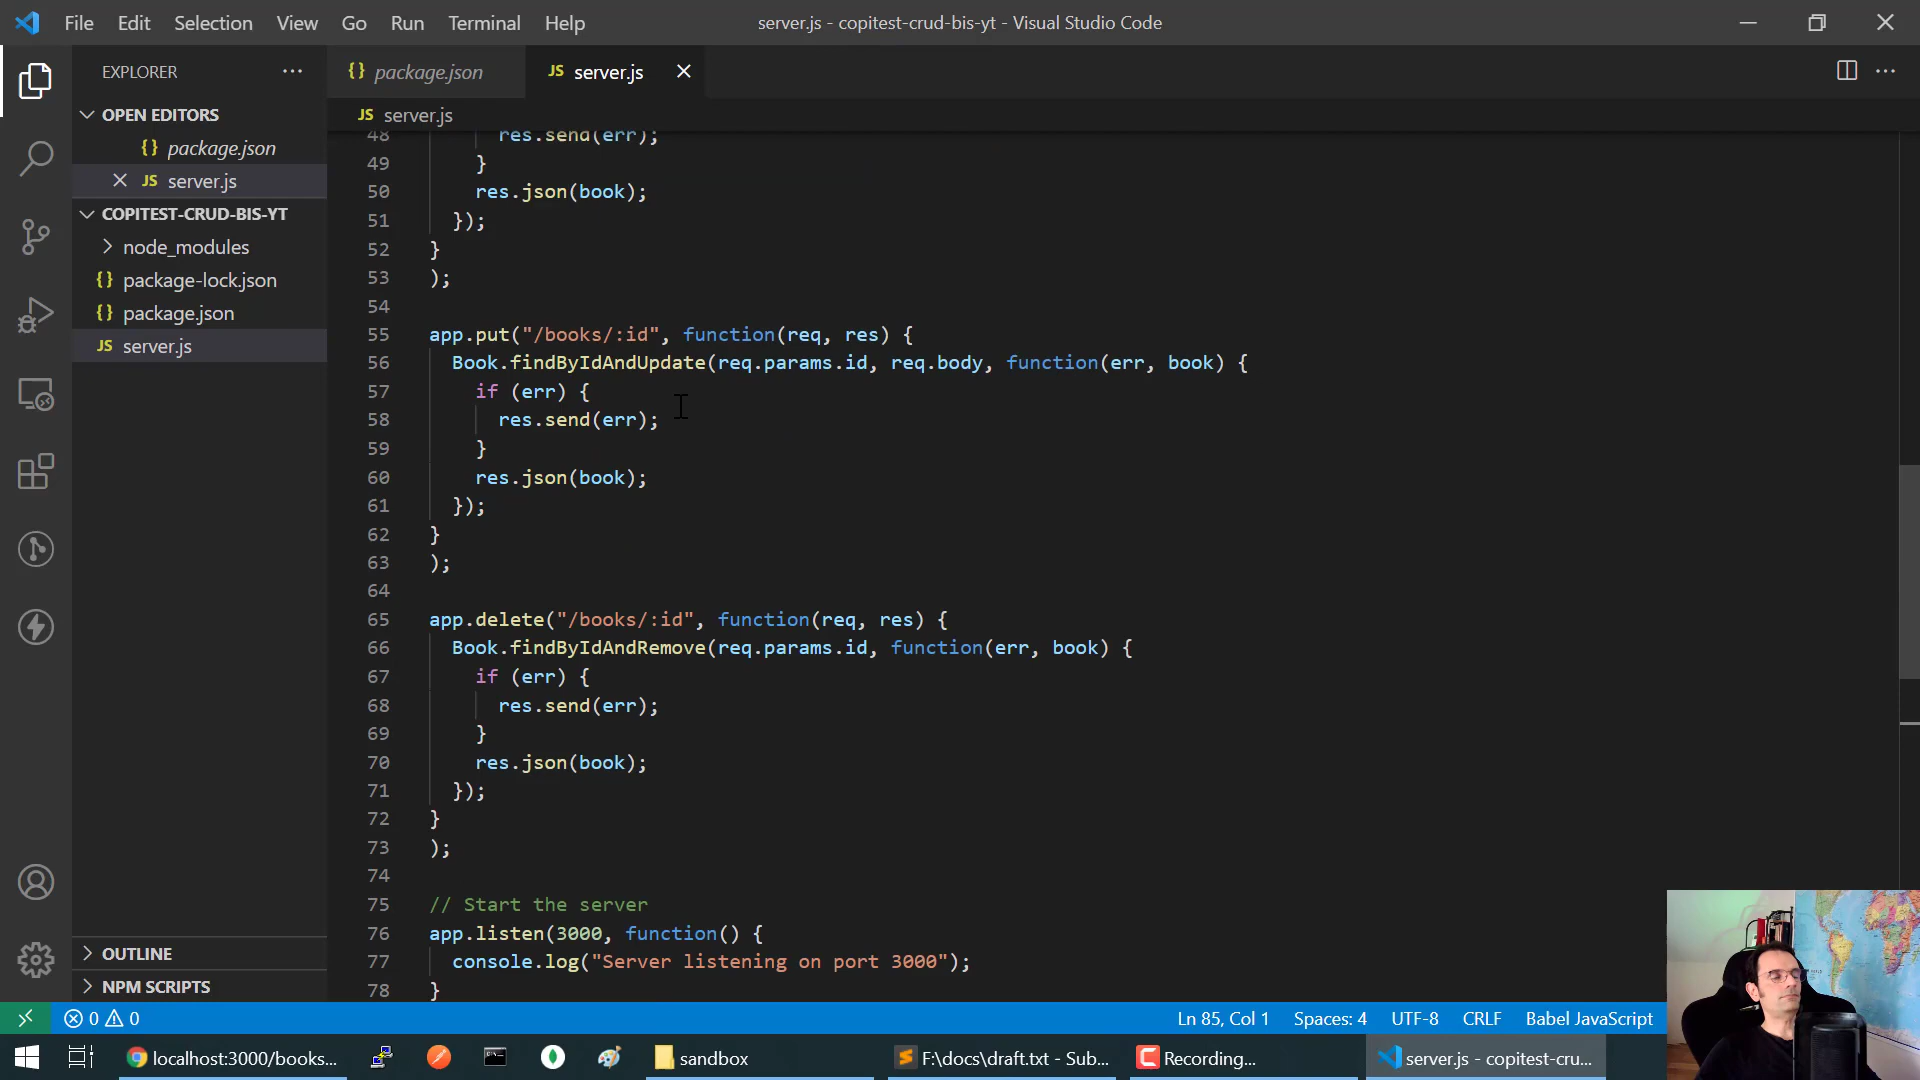 File Edit Selection View Go Run Terminal Help
server.js - copitest-crud-bis-yt - Visual Studio Code
EXPLORER
OPEN EDITORS
{} package.json
JS server.js
COPITEST-CRUD-BIS-YT
node_modules
{} package-lock.json
{} package.json
JS server.js
OUTLINE
NPM SCRIPTS
{} package.json
JS server.js
JS server.js
48 res.send(err);
49 }
50 res.json(book);
51 });
52 }
53 );
54
55 app.put("/books/:id", function(req, res) {
56 Book.findByIdAndUpdate(req.params.id, req.body, function(err, book) {
57 if (err) {
58 res.send(err);
59 }
60 res.json(book);
61 });
62 }
63 );
64
65 app.delete("/books/:id", function(req, res) {
66 Book.findByIdAndRemove(req.params.id, function(err, book) {
67 if (err) {
68 res.send(err);
69 }
70 res.json(book);
71 });
72 }
73 );
74
75 // Start the server
76 app.listen(3000, function() {
77 console.log("Server listening on port 3000");
78 }
0 0
Ln 85, Col 1 Spaces: 4 UTF-8 CRLF Babel JavaScript
localhost:3000/books...
sandbox
F:\docs\draft.txt - Sub...
Recording...
server.js - copitest-cru...